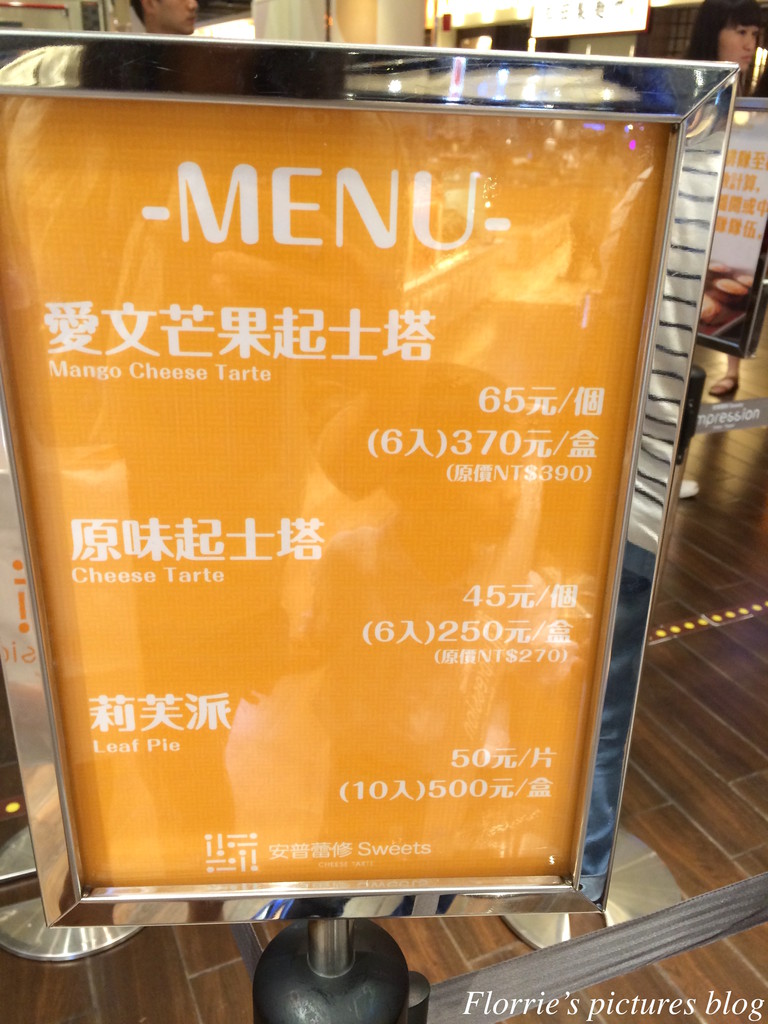 -MENU-
愛文芒果起士塔
Mango Cheese Tarte
65元/個
(6入)370元/盒
(原價NT$390)
原味起士塔
Cheese Tarte
45元/個
(6入)250元/盒
(原價NT$270)
莉芙派
Leaf Pie
50元/片
(10入)500元/盒
安普蕾修 Sweets
CHEESE TARTE
mpression
Florrie's pictures blog